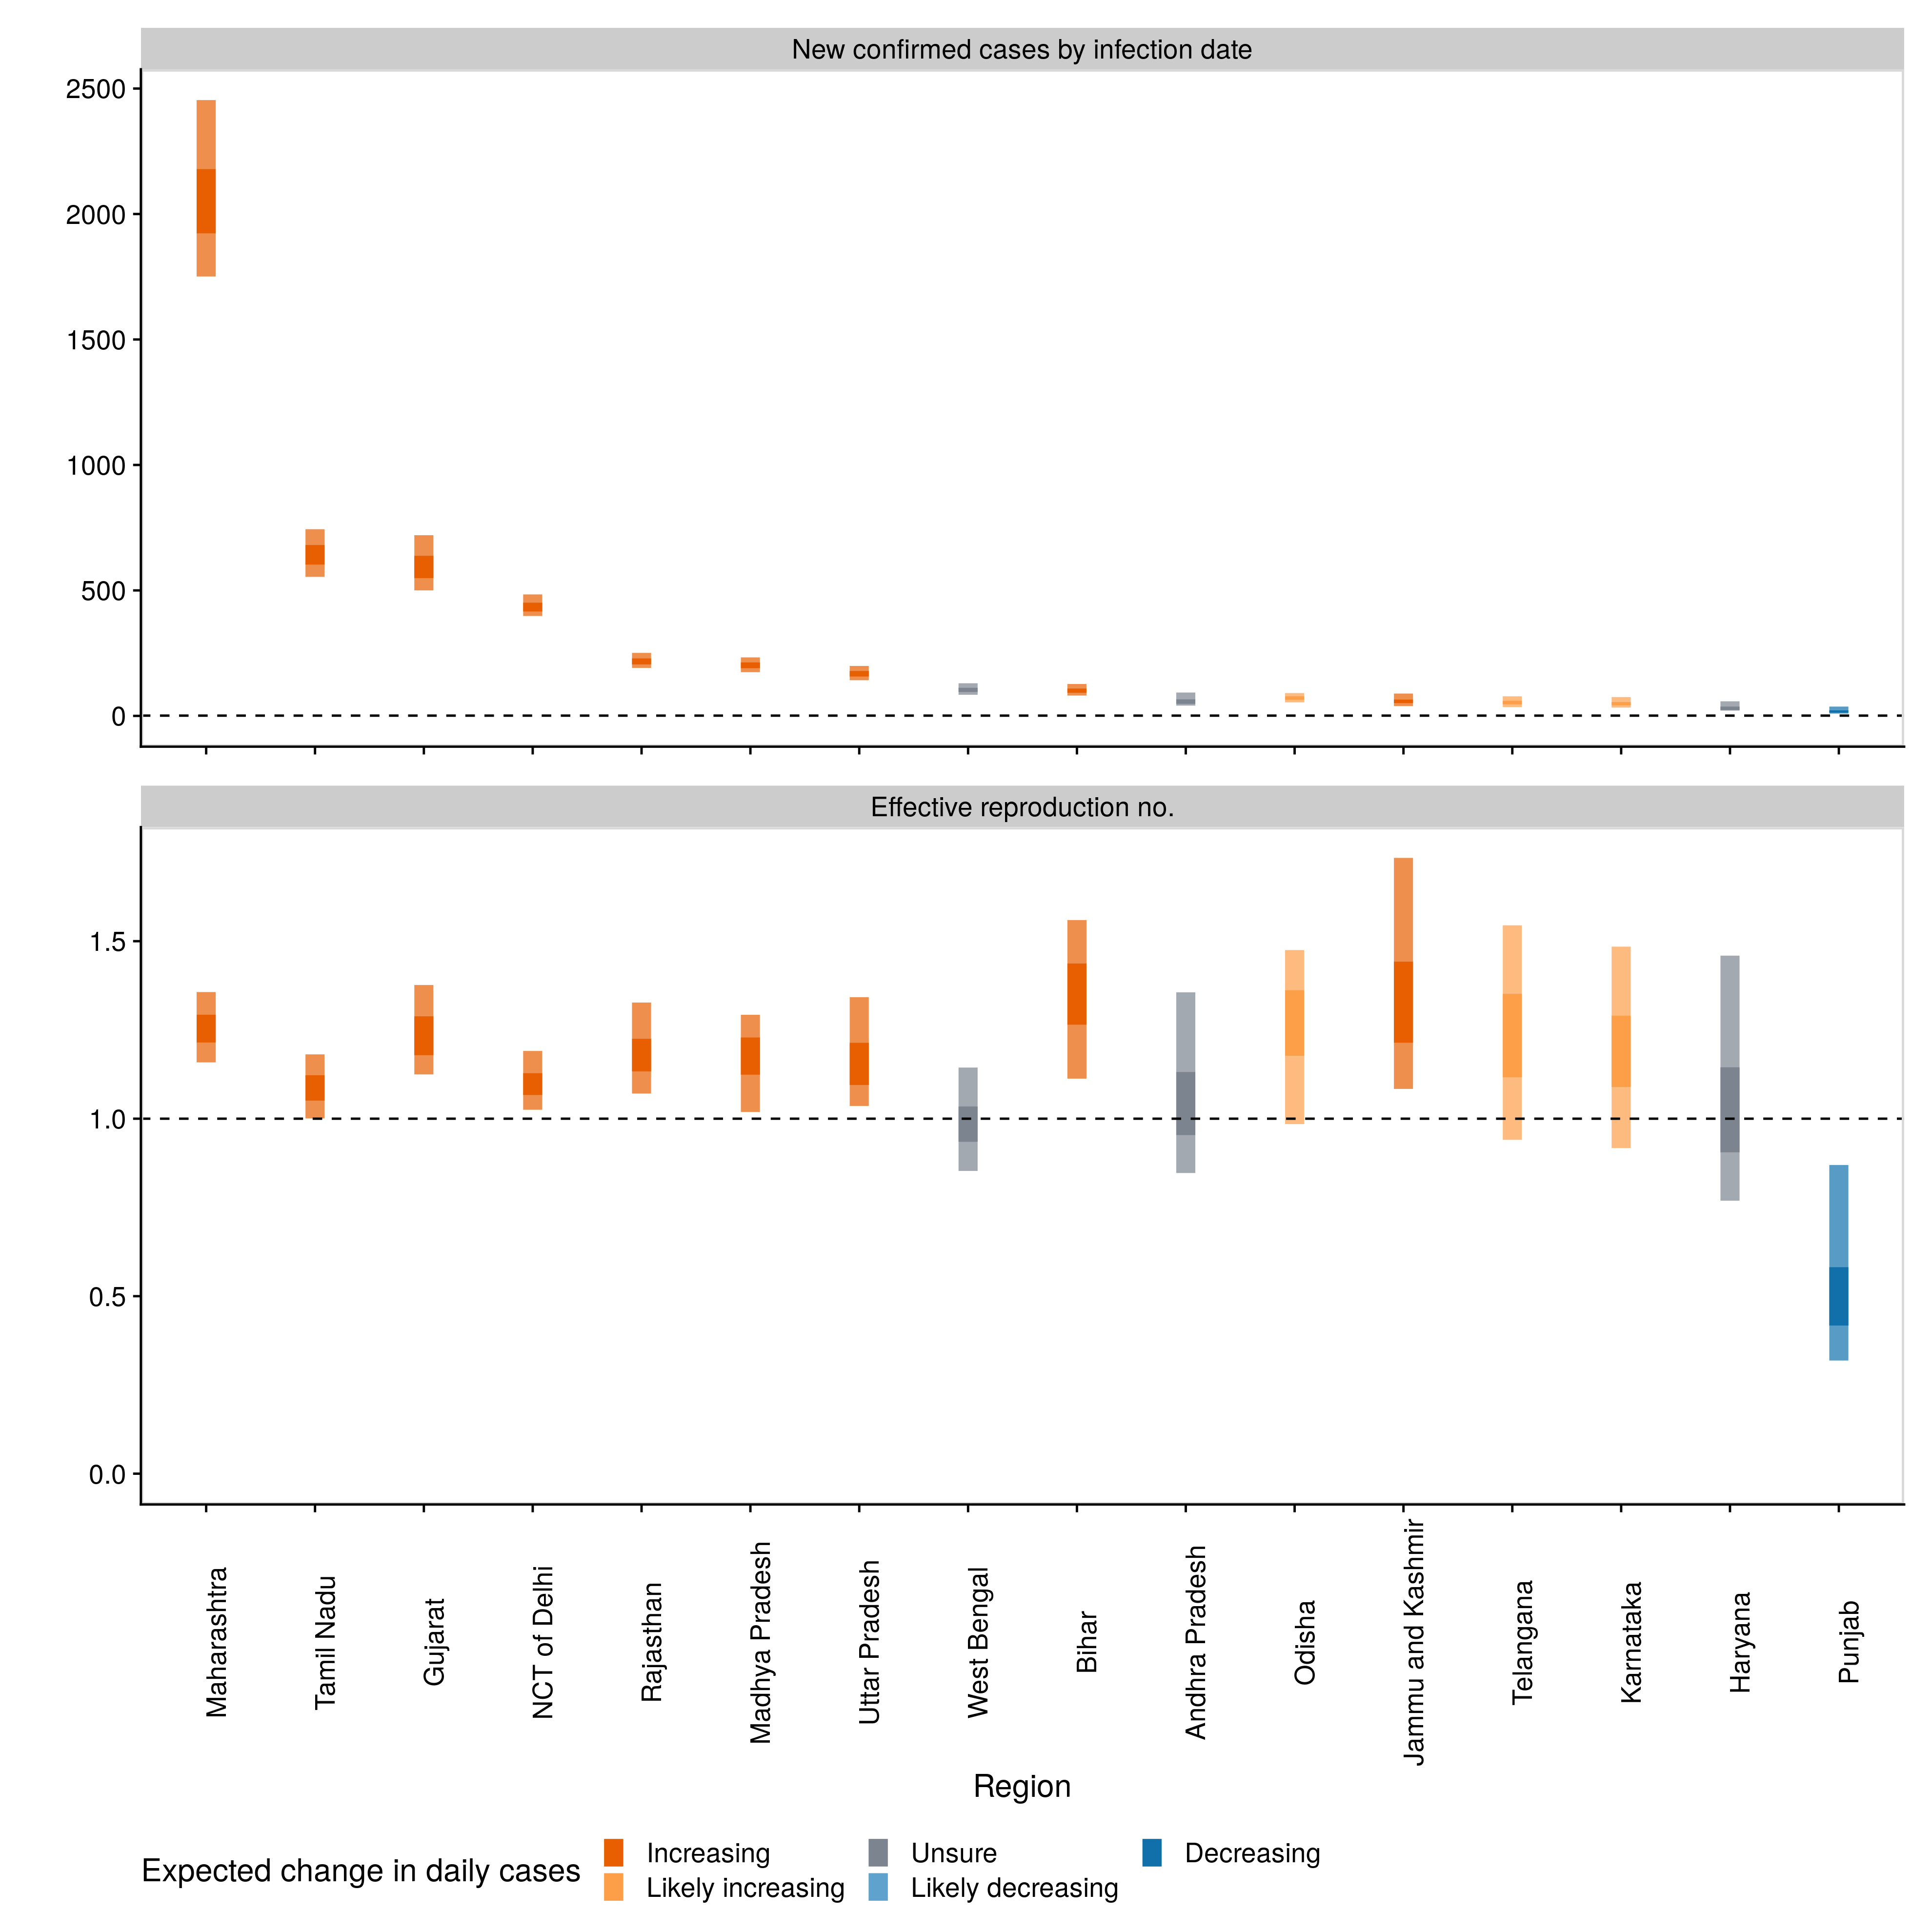 New confirmed cases by infection date
2500
2000
1500
1000
500
0
Effective reproduction no.
1.5
1.0
0.5
0.0
Maharashtra
Tamil Nadu
Gujarat
NCT of Delhi
Rajasthan
Madhya Pradesh
Uttar Pradesh
West Bengal
Bihar
Andhra Pradesh
Odisha
Jammu and Kashmir
Telangana
Karnataka
Haryana
Punjab
Region
Expected change in daily cases
Increasing
Likely increasing
Unsure
Likely decreasing
Decreasing